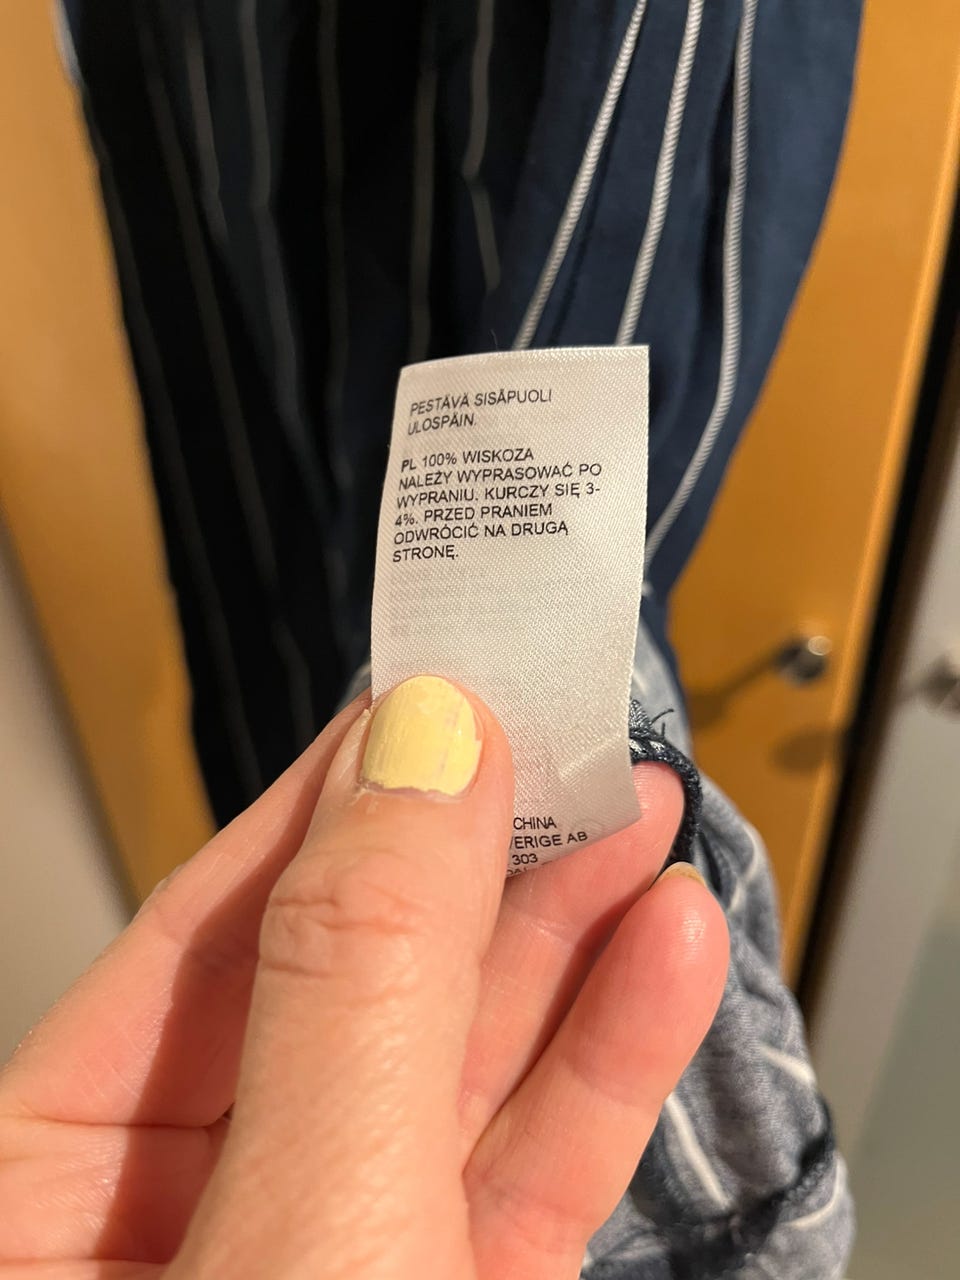 PESTÄVÄ SISÄPUOLI
ULOSPÄIN.
PL 100% WISKOZA
NALEŻY WYPRASOWAĆ PO
WYPRANIU. KURCZY SIĘ 3-
4%. PRZED PRANIEM
ODWRÓCIĆ NA DRUGĄ
STRONĘ.
CHINA
VERIGE AB
303